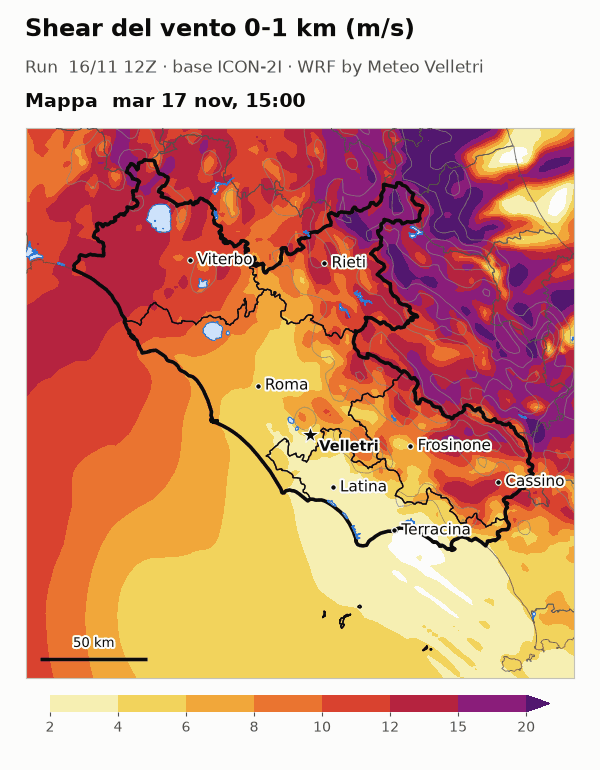 Shear del vento 0-1 km (m/s)
Run  16/11 12Z · base ICON-2I · WRF by Meteo Velletri
Mappa  mar 17 nov, 15:00
Viterbo
Rieti
Roma
Velletri
Frosinone
Latina
Cassino
Terracina
50 km
2 4 6 8 10 12 15 20